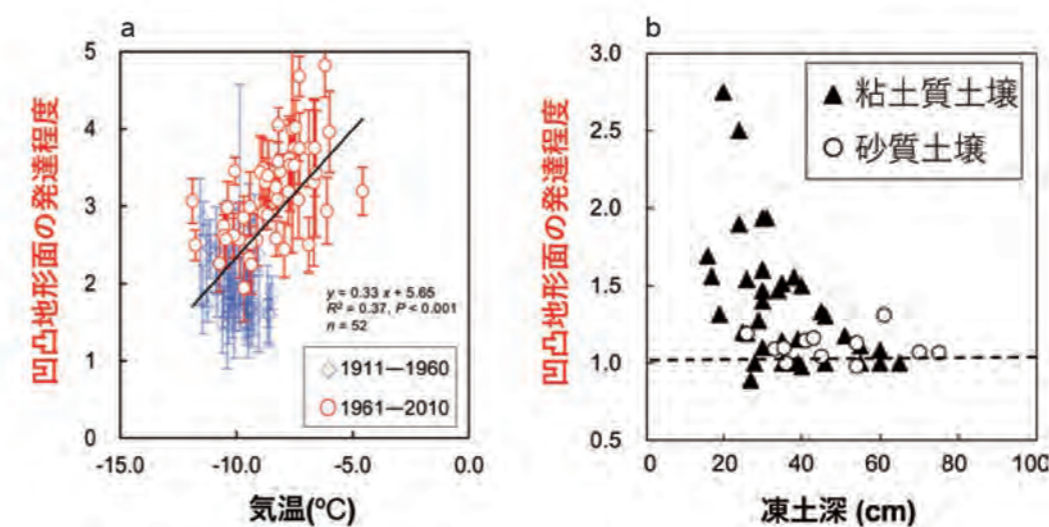 a
凹凸地形面の発達程度
5
4
3
2
1
0
y = 0.33 x + 5.65
R² = 0.37, P < 0.001
n = 52
1911—1960
1961—2010
-15.0 -10.0 -5.0 0.0
気温(℃)
b
凹凸地形面の発達程度
3.0
2.5
2.0
1.5
1.0
0.5
粘土質土壌
砂質土壌
0 20 40 60 80 100
凍土深 (cm)